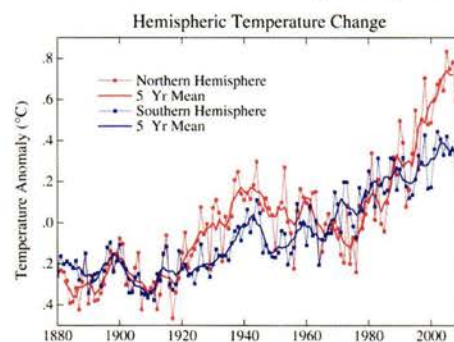 Hemispheric Temperature Change
Temperature Anomaly (°C)
.8
.6
.4
.2
.0
.2
.4
Northern Hemisphere
5 Yr Mean
Southern Hemisphere
5 Yr Mean
1880
1900
1920
1940
1960
1980
2000